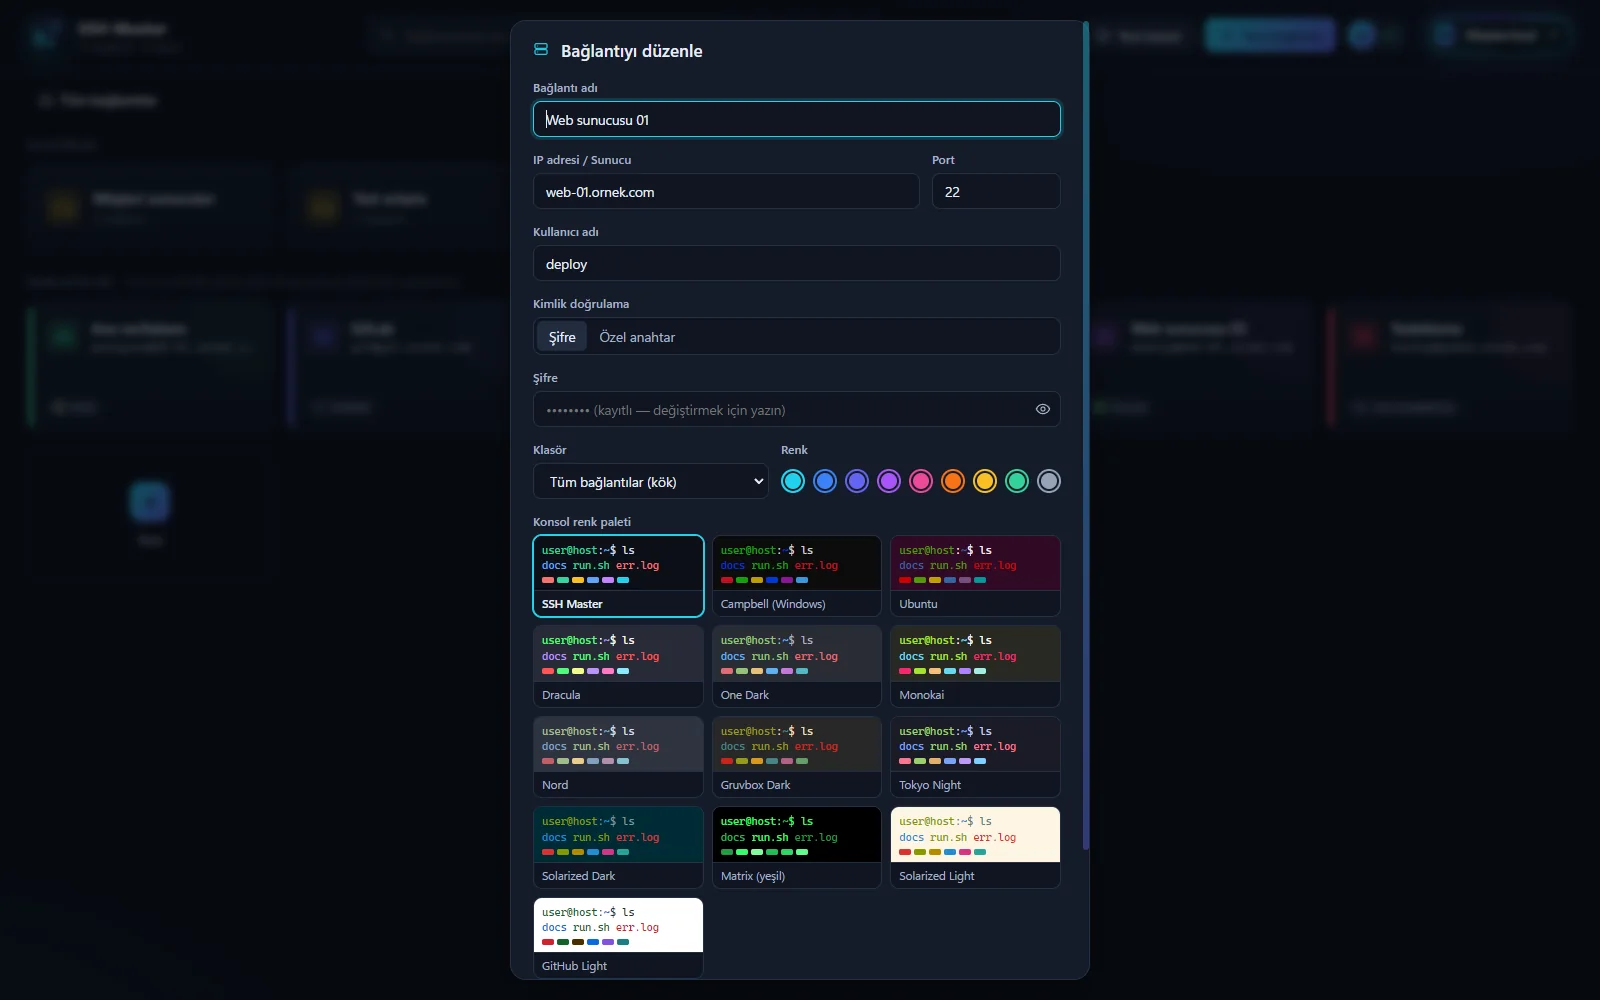 SSH Master
Bağlantıyı düzenle
Bağlantı adı
Web sunucusu 01
IP adresi / Sunucu
Port
web-01.ornek.com
22
Kullanıcı adı
deploy
Kimlik doğrulama
Şifre
Özel anahtar
Şifre
•••••••• (kayıtlı — değiştirmek için yazın)
Klasör
Renk
Tüm bağlantılar (kök)
Konsol renk paleti
user@host:~$ ls
docs run.sh err.log
SSH Master
user@host:~$ ls
docs run.sh err.log
Campbell (Windows)
user@host:~$ ls
docs run.sh err.log
Ubuntu
user@host:~$ ls
docs run.sh err.log
Dracula
user@host:~$ ls
docs run.sh err.log
One Dark
user@host:~$ ls
docs run.sh err.log
Monokai
user@host:~$ ls
docs run.sh err.log
Nord
user@host:~$ ls
docs run.sh err.log
Gruvbox Dark
user@host:~$ ls
docs run.sh err.log
Tokyo Night
user@host:~$ ls
docs run.sh err.log
Solarized Dark
user@host:~$ ls
docs run.sh err.log
Matrix (yeşil)
user@host:~$ ls
docs run.sh err.log
Solarized Light
user@host:~$ ls
docs run.sh err.log
GitHub Light